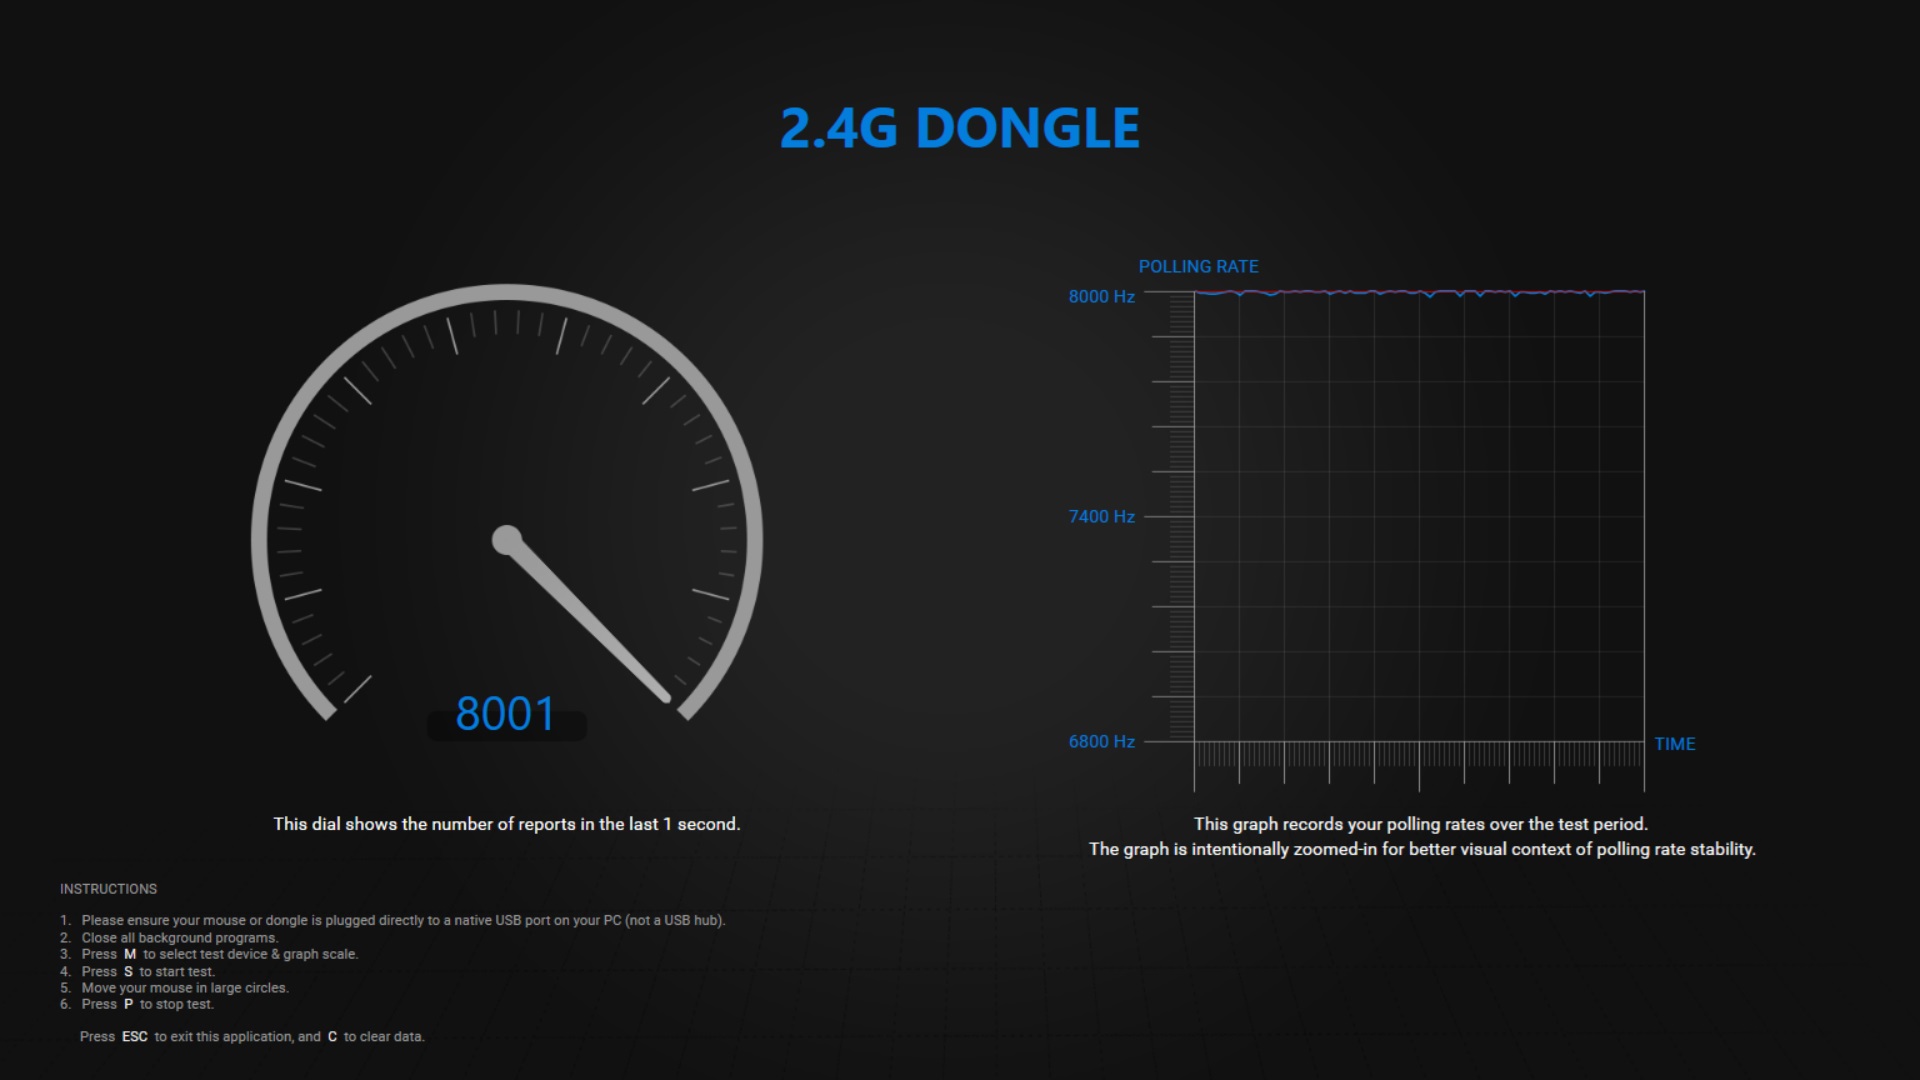 2.4G DONGLE
POLLING RATE
8000 Hz
7400 Hz
6800 Hz
TIME
8001
This dial shows the number of reports in the last 1 second.
This graph records your polling rates over the test period.
The graph is intentionally zoomed-in for better visual context of polling rate stability.
INSTRUCTIONS
1. Please ensure your mouse or dongle is plugged directly to a native USB port on your PC (not a USB hub).
2. Close all background programs.
3. Press M to select test device & graph scale.
4. Press S to start test.
5. Move your mouse in large circles.
6. Press P to stop test.
Press ESC to exit this application, and C to clear data.